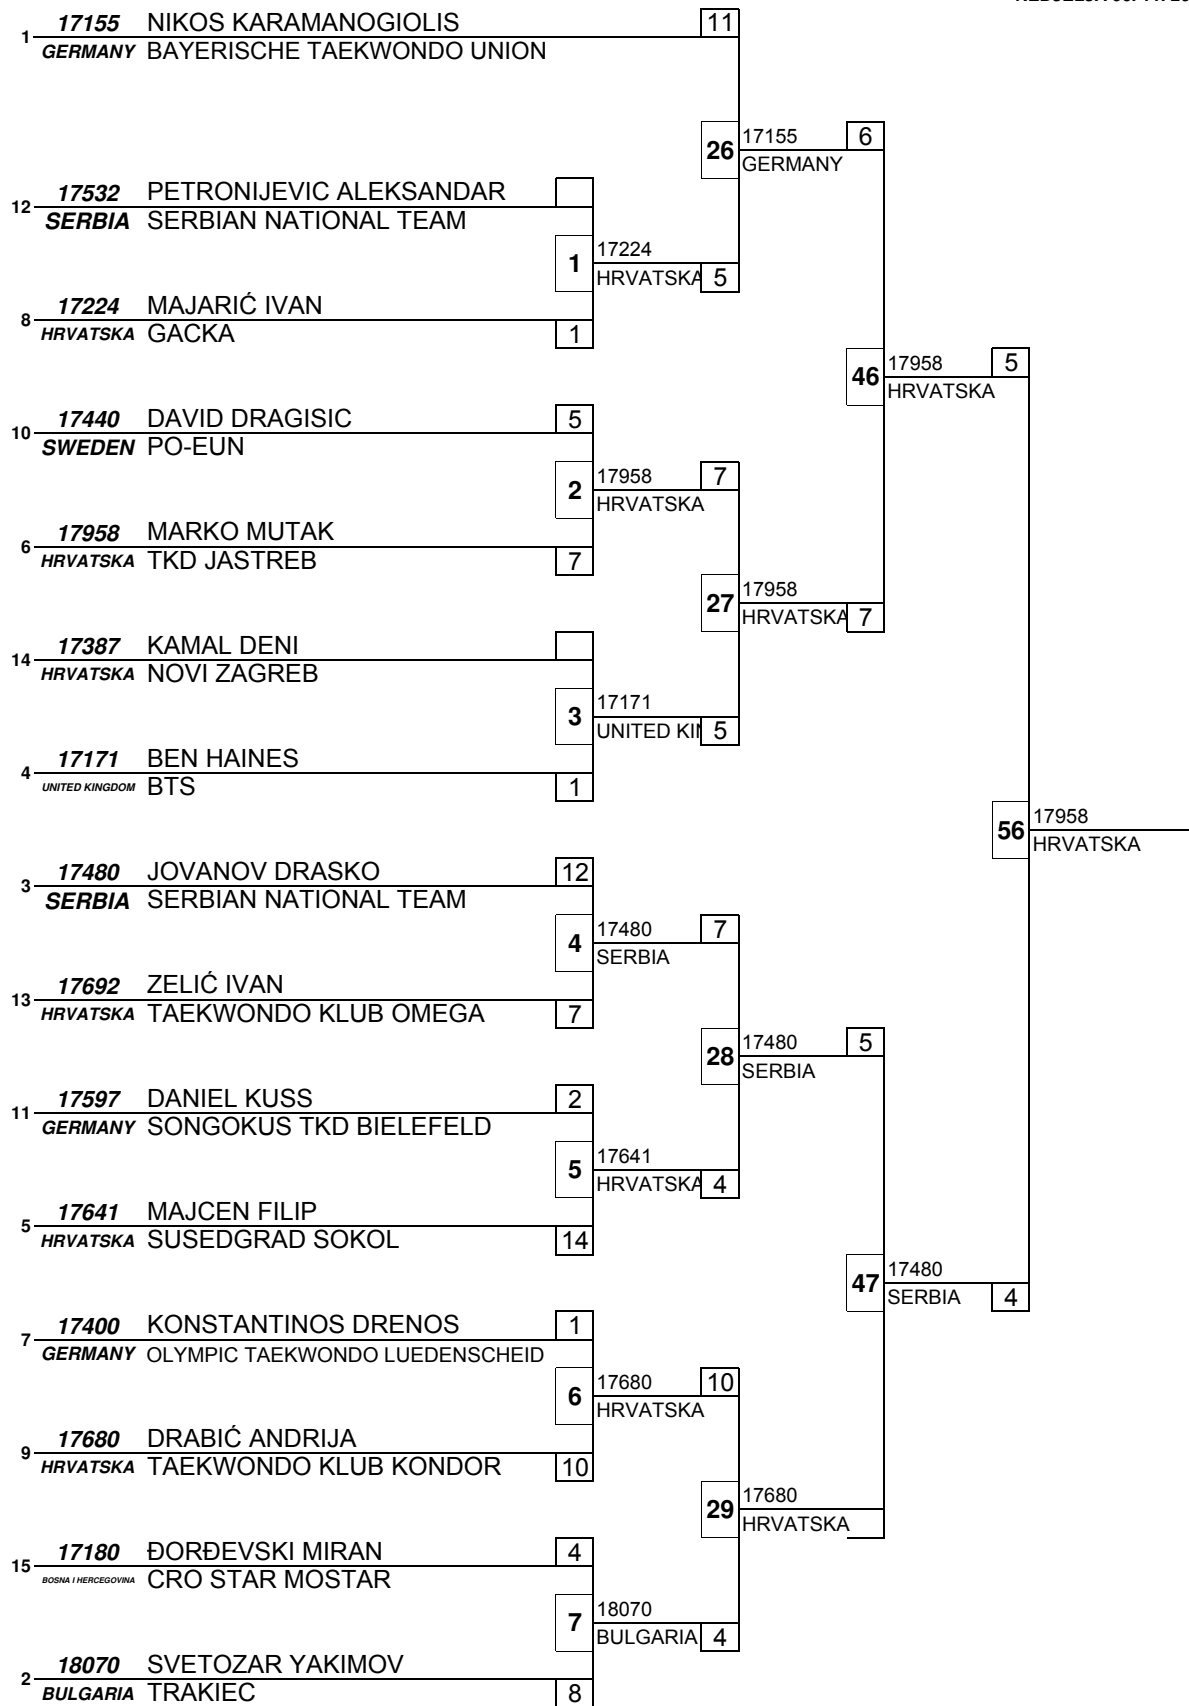 17155 NIKOS KARAMANOGIOLIS 11
1
GERMANY BAYERISCHE TAEKWONDO UNION
26 17155 6
GERMANY
17532 PETRONIJEVIC ALEKSANDAR
12
SERBIA SERBIAN NATIONAL TEAM
1 17224
HRVATSKA 5
17224 MAJARIĆ IVAN
8
HRVATSKA GACKA 1
46 17958 5
HRVATSKA
17440 DAVID DRAGISIC 5
10
SWEDEN PO-EUN
2 17958 7
HRVATSKA
17958 MARKO MUTAK
6
HRVATSKA TKD JASTREB 7
27 17958
HRVATSKA 7
17387 KAMAL DENI
14
HRVATSKA NOVI ZAGREB
3 17171
UNITED KIN 5
17171 BEN HAINES
4
UNITED KINGDOM BTS 1
56 17958
HRVATSKA
17480 JOVANOV DRASKO 12
3
SERBIA SERBIAN NATIONAL TEAM
4 17480 7
SERBIA
17692 ZELIĆ IVAN
13
HRVATSKA TAEKWONDO KLUB OMEGA 7
28 17480 5
SERBIA
17597 DANIEL KUSS 2
11
GERMANY SONGOKUS TKD BIELEFELD
5 17641
HRVATSKA 4
17641 MAJCEN FILIP
5
HRVATSKA SUSEDGRAD SOKOL 14
47 17480
SERBIA 4
17400 KONSTANTINOS DRENOS 1
7
GERMANY OLYMPIC TAEKWONDO LUEDENSCHEID
6 17680 10
HRVATSKA
17680 DRABIĆ ANDRIJA
9
HRVATSKA TAEKWONDO KLUB KONDOR 10
29 17680
HRVATSKA
17180 ĐORĐEVSKI MIRAN 4
15
BOSNA I HERCEGOVINA CRO STAR MOSTAR
7 18070
BULGARIA 4
18070 SVETOZAR YAKIMOV
2
BULGARIA TRAKIEC 8